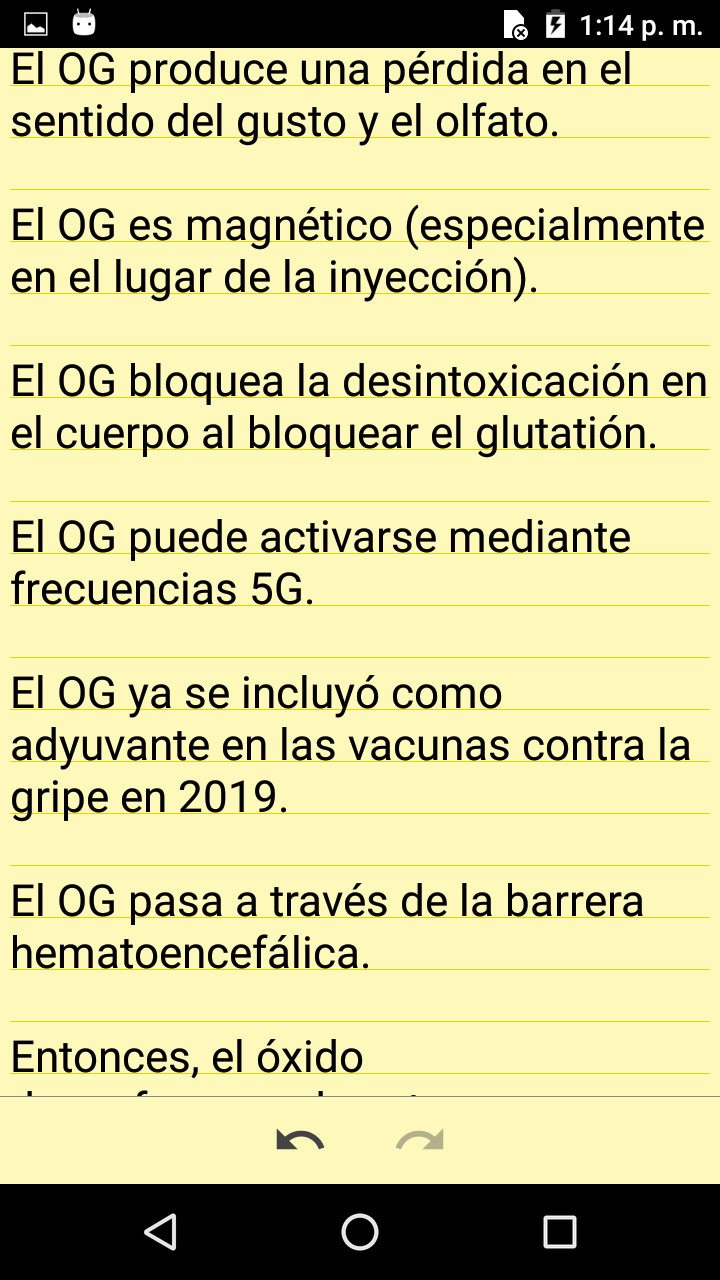 1:14 p. m.
El OG produce una pérdida en el
sentido del gusto y el olfato.
El OG es magnético (especialmente
en el lugar de la inyección).
El OG bloquea la desintoxicación en
el cuerpo al bloquear el glutatión.
El OG puede activarse mediante
frecuencias 5G.
El OG ya se incluyó como
adyuvante en las vacunas contra la
gripe en 2019.
El OG pasa a través de la barrera
hematoencefálica.
Entonces, el óxido